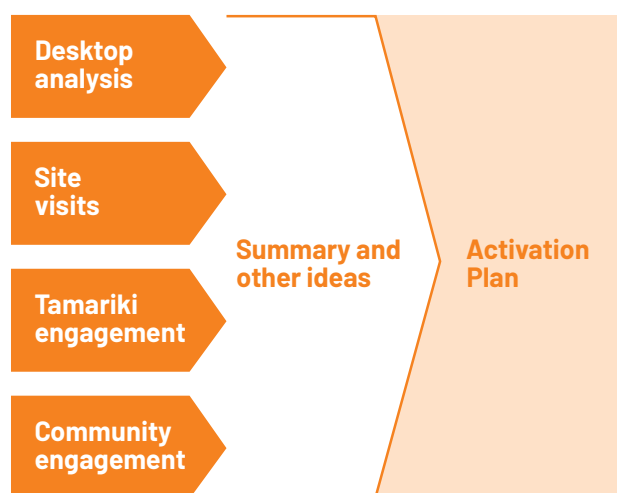 Desktop
analysis
Site
visits
Tamariki
engagement
Community
engagement
Summary and
other ideas
Activation
Plan